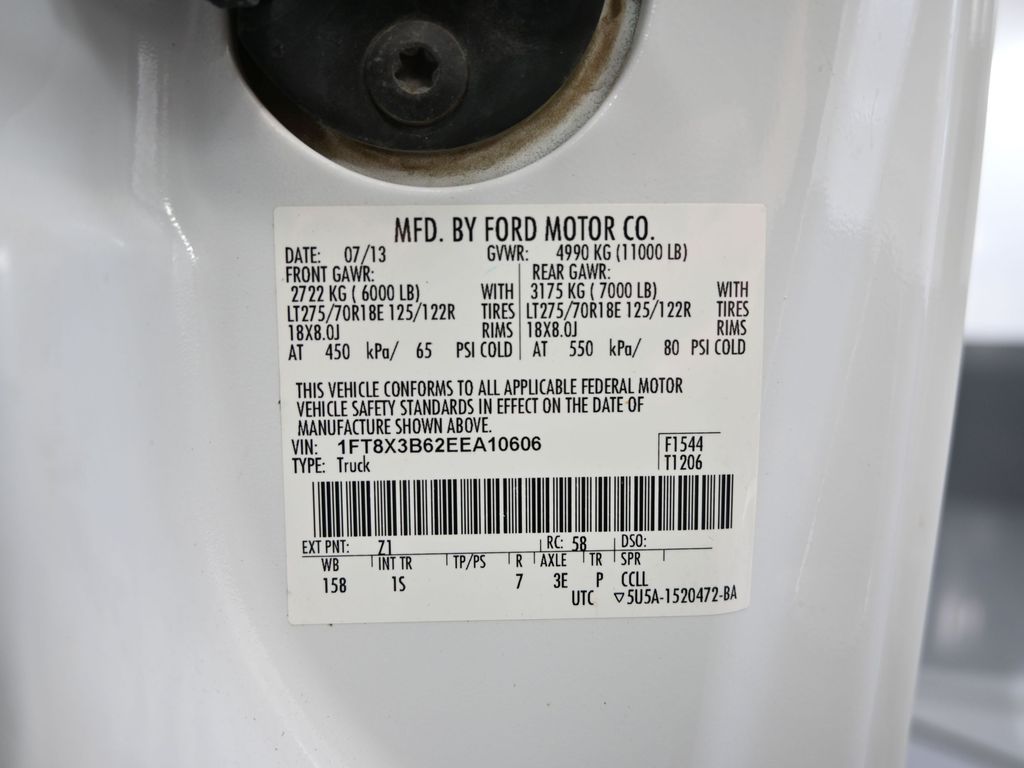 MFD. BY FORD MOTOR CO.
DATE: 07/13 GVWR: 4990 KG (11000 LB)
FRONT GAWR: REAR GAWR:
2722 KG ( 6000 LB) WITH 3175 KG ( 7000 LB) WITH
LT275/70R18E 125/122R TIRES LT275/70R18E 125/122R TIRES
18X8.0J RIMS 18X8.0J RIMS
AT 450 kPa/ 65 PSI COLD AT 550 kPa/ 80 PSI COLD
THIS VEHICLE CONFORMS TO ALL APPLICABLE FEDERAL MOTOR
VEHICLE SAFETY STANDARDS IN EFFECT ON THE DATE OF
MANUFACTURE SHOWN ABOVE.
VIN: 1FT8X3B62EEA10606 F1544
TYPE: Truck T1206
EXT PNT: Z1 RC: 58 DSO:
WB INT TR TP/PS R AXLE TR SPR
158 1S 7 3E P CCLL
UTC ▽5U5A-1520472-BA